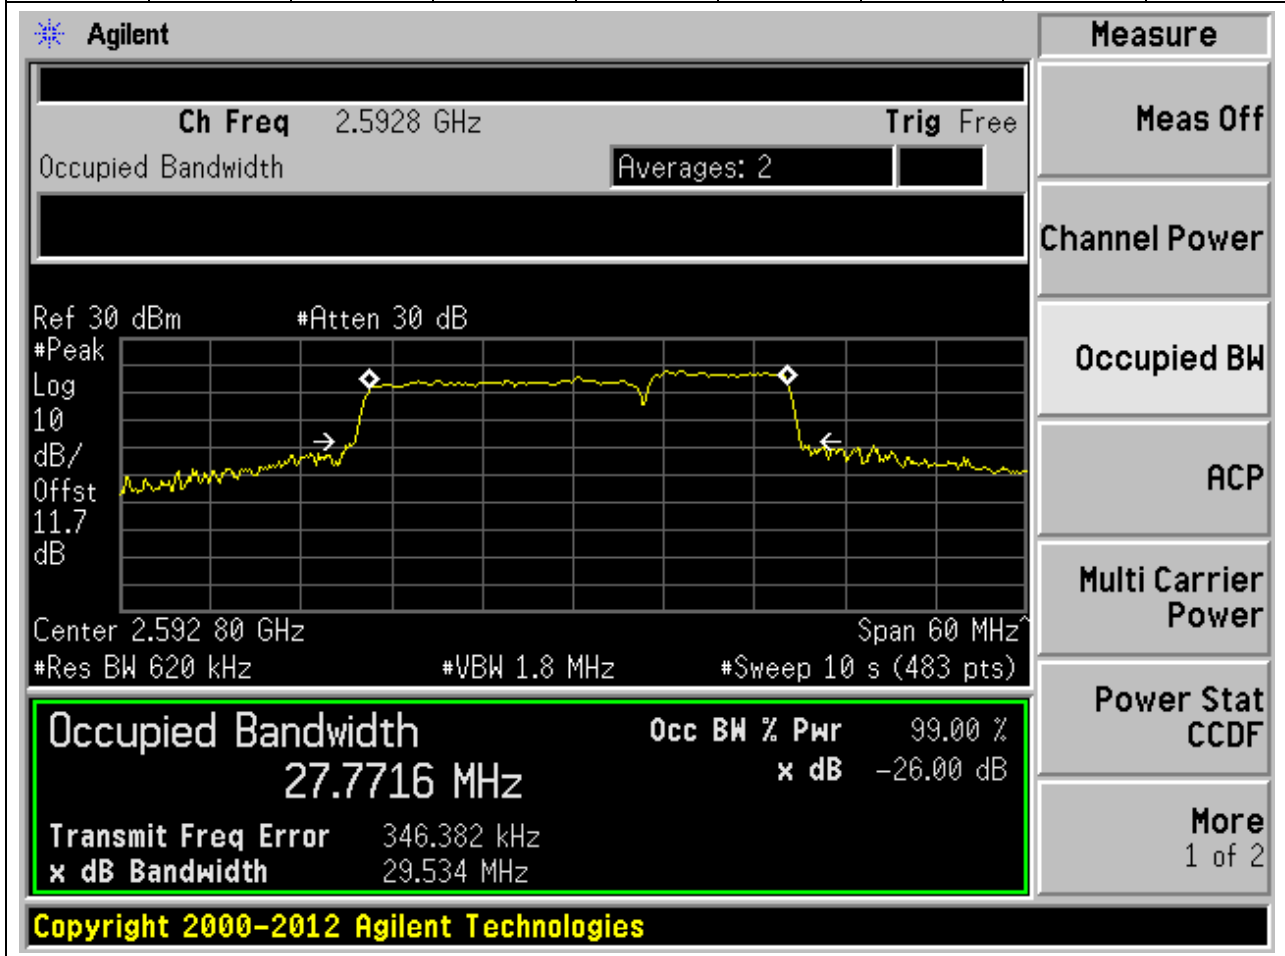 Agilent
Measure
Ch Freq 2.5928 GHz Trig Free
Meas Off
Occupied Bandwidth Averages: 2
Channel Power
Ref 30 dBm #Atten 30 dB
#Peak
Log
10
dB/
Offst
11.7
dB
Occupied BW
ACP
Center 2.592 80 GHz Span 60 MHz^
#Res BW 620 kHz #VBW 1.8 MHz #Sweep 10 s (483 pts)
Multi Carrier
Power
Occupied Bandwidth Occ BW % Pwr 99.00 %
27.7716 MHz x dB -26.00 dB
Transmit Freq Error 346.382 kHz
x dB Bandwidth 29.534 MHz
Power Stat
CCDF
More
1 of 2
Copyright 2000-2012 Agilent Technologies